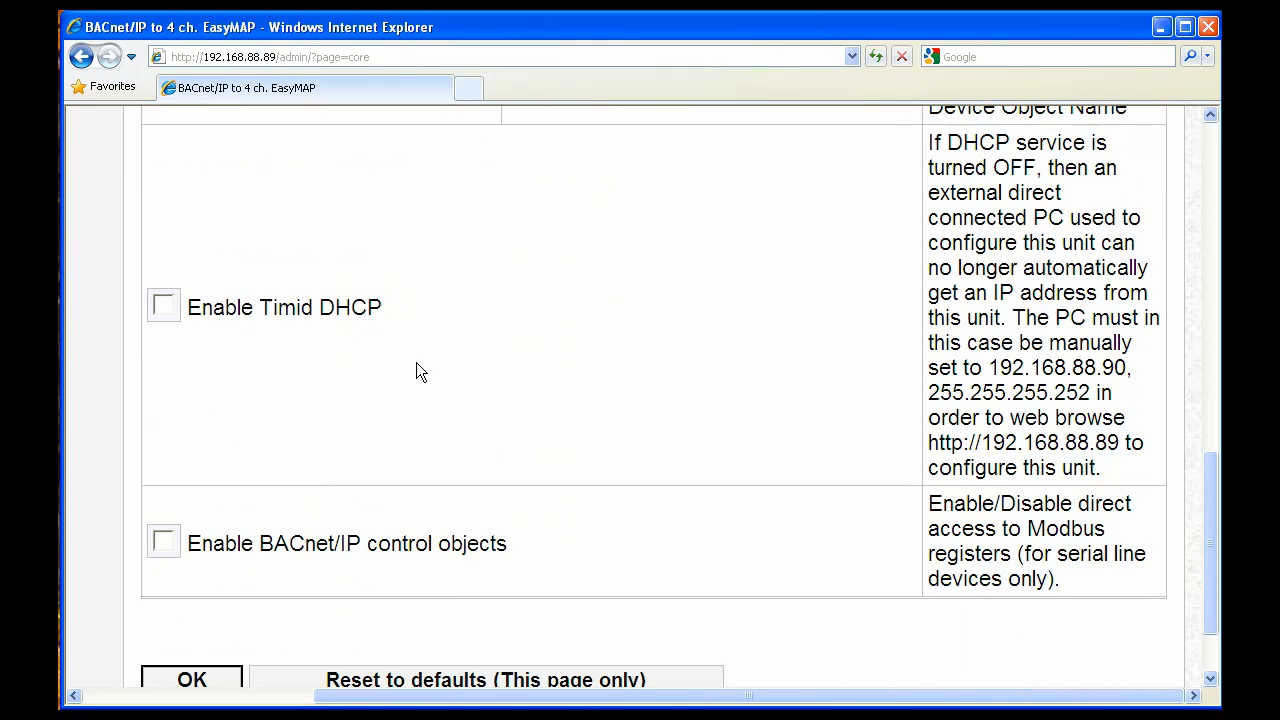 BACnet/IP to 4 ch. EasyMAP - Windows Internet Explorer
http://192.168.88.89/admin/?page=core
Google
Favorites
BACnet/IP to 4 ch. EasyMAP
Device Object Name
Enable Timid DHCP
If DHCP service is
turned OFF, then an
external direct
connected PC used to
configure this unit can
no longer automatically
get an IP address from
this unit. The PC must in
this case be manually
set to 192.168.88.90,
255.255.255.252 in
order to web browse
http://192.168.88.89 to
configure this unit.
Enable BACnet/IP control objects
Enable/Disable direct
access to Modbus
registers (for serial line
devices only).
OK
Reset to defaults (This page only)